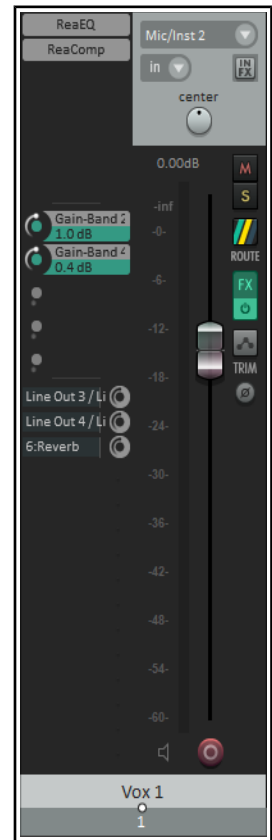 ReaEQ
ReaComp
Mic/Inst 2
in
IN
FX
center
0.00dB
M
S
-inf
-0-
-6-
-12-
-18-
-24-
-30-
-36-
-42-
-48-
-54-
-60-
ROUTE
FX
TRIM
Gain-Band 2
1.0 dB
Gain-Band 4
0.4 dB
Line Out 3 / Li
Line Out 4 / Li
6:Reverb
Vox 1
1